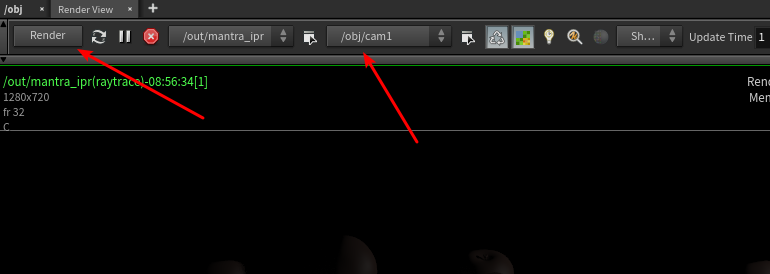 /obj × Render View × +
Render /out/mantra_ipr /obj/cam1 Sh... Update Time 1
/out/mantra_ipr(raytrace)-08:56:34[1] Rend
1280x720 Mem
fr 32
C